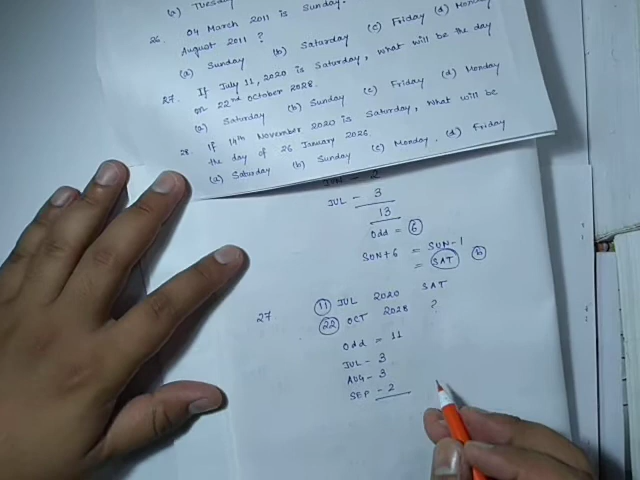 (a) Tuesday
26. 04 March 2011 is Sunday.
August 2011 ?
(a) Sunday (b) Saturday (c) Friday (d) Monday
27. If July 11, 2020 is Saturday, what will be the day
on 22nd October 2028.
(a) Saturday (b) Sunday (c) Friday (d) Monday
28. If 14th November 2020 is Saturday, what will be
the day of 26 January 2026.
(a) Saturday (b) Sunday (c) Monday. (d) Friday
JUN - 2
JUL - 3
13
Odd = 6
SUN+6 = SUN-1
= SAT (b)
27 11 JUL 2020 SAT
22 OCT 2028 ?
Odd = 11
JUL - 3
AUG - 3
SEP - 2